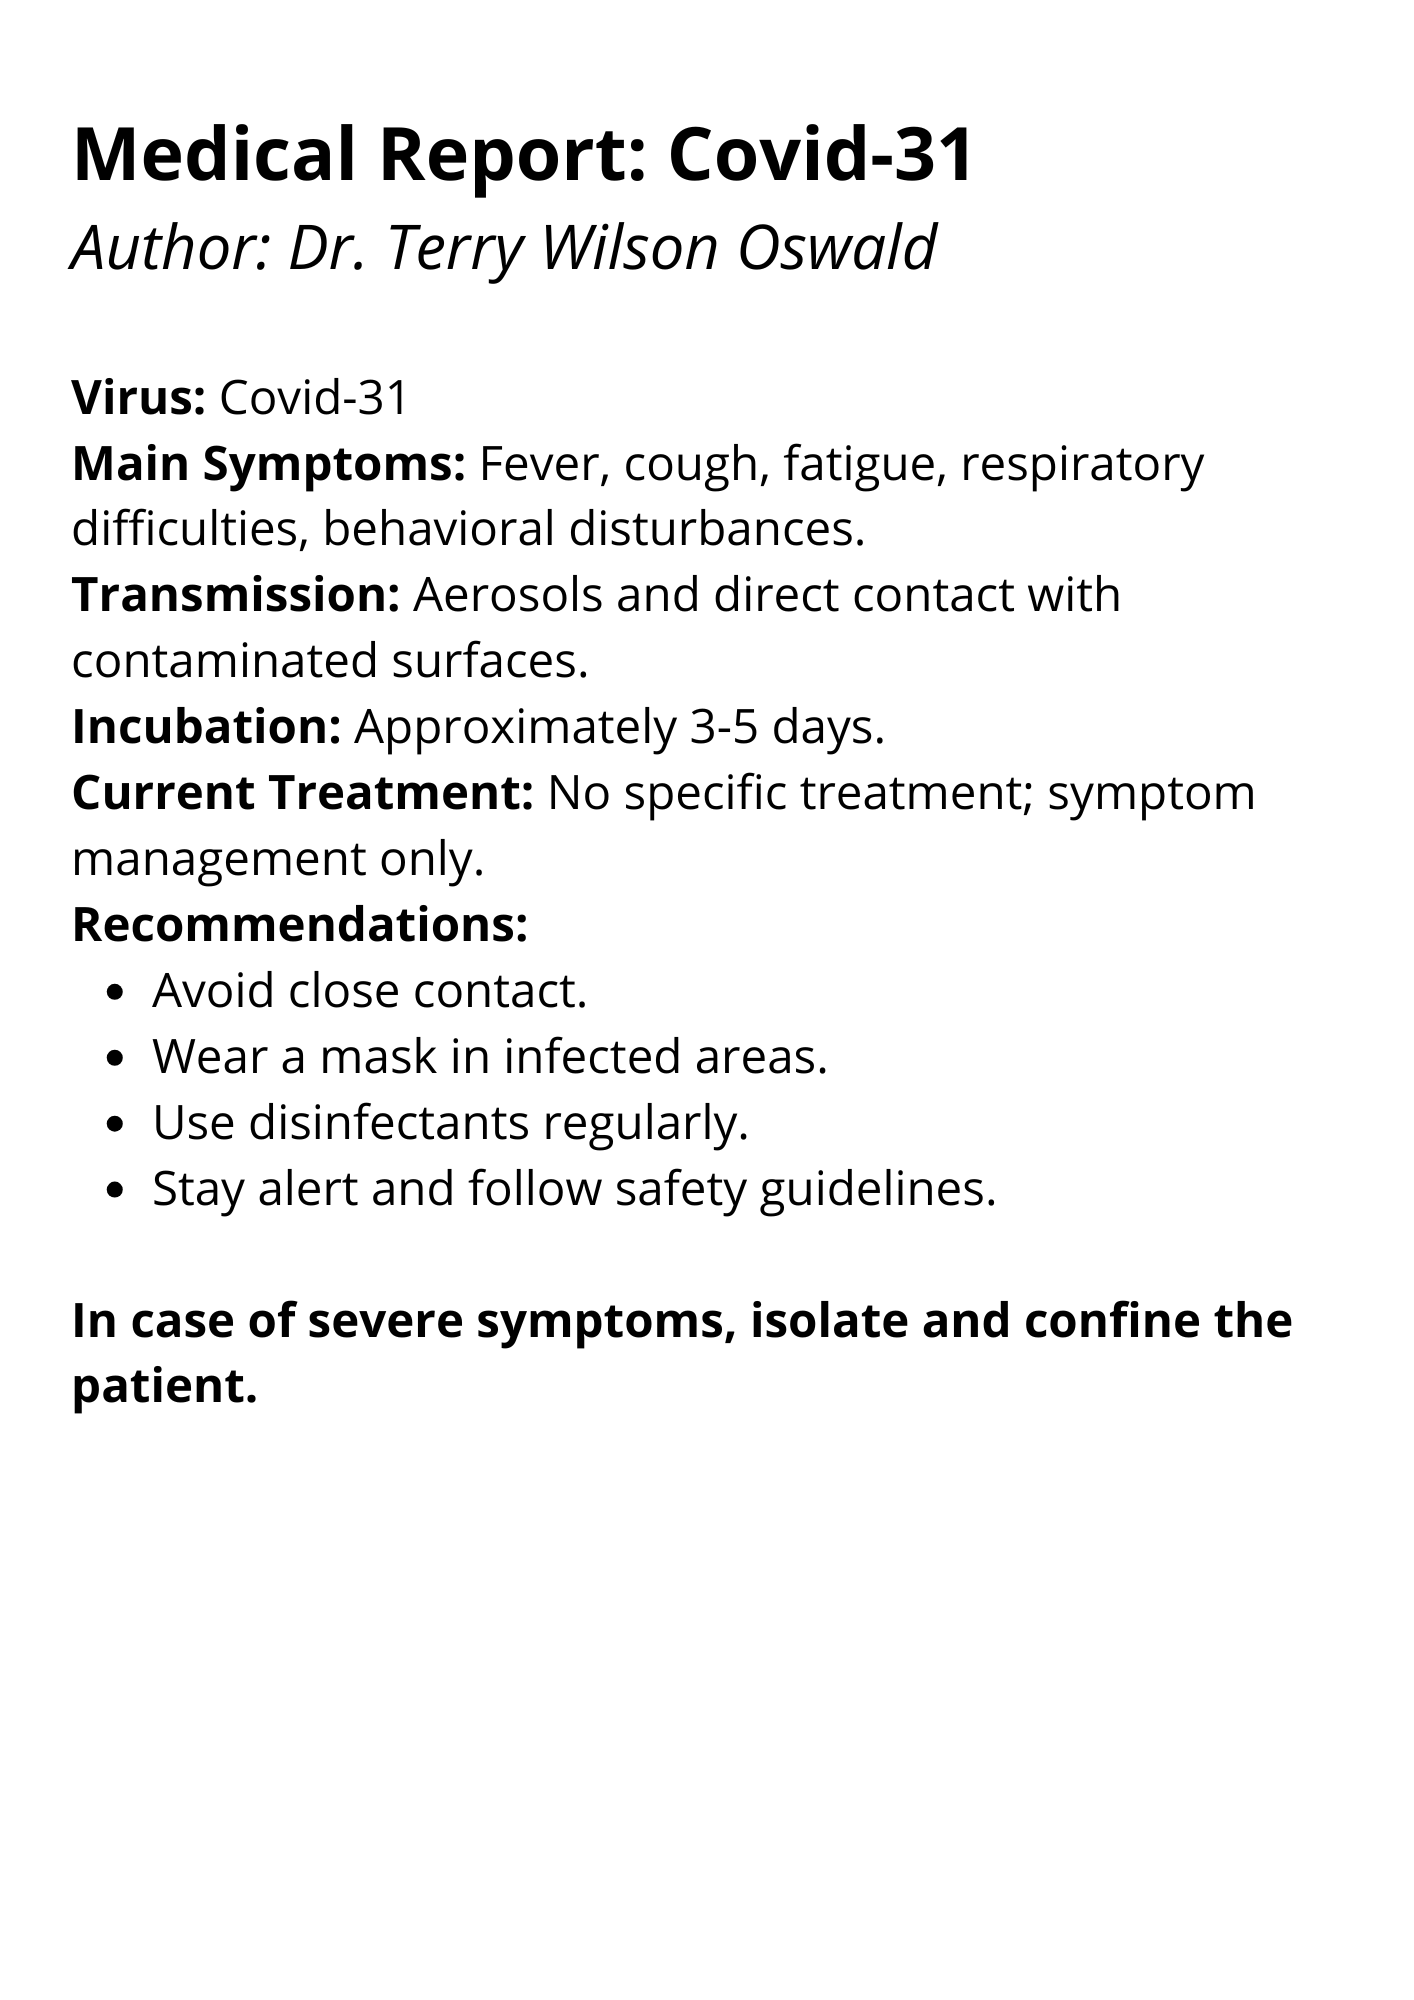 Medical Report: Covid-31
Author: Dr. Terry Wilson Oswald
Virus: Covid-31
Main Symptoms: Fever, cough, fatigue, respiratory
difficulties, behavioral disturbances.
Transmission: Aerosols and direct contact with
contaminated surfaces.
Incubation: Approximately 3-5 days.
Current Treatment: No specific treatment; symptom
management only.
Recommendations:
• Avoid close contact.
• Wear a mask in infected areas.
• Use disinfectants regularly.
• Stay alert and follow safety guidelines.
In case of severe symptoms, isolate and confine the
patient.